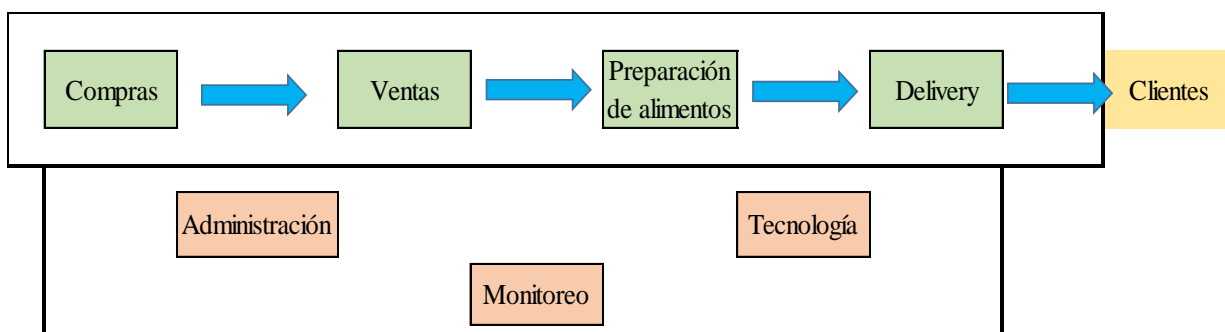 Compras
Ventas
Preparación
de alimentos
Delivery
Clientes
Administración
Tecnología
Monitoreo